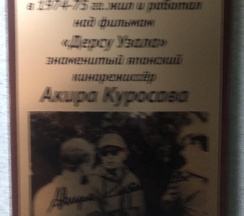 в 1974-75 гг. жил и работал
над фильмом
«Дерсу Узала»
знаменитый японский
кинорежиссёр
Акира Куросава